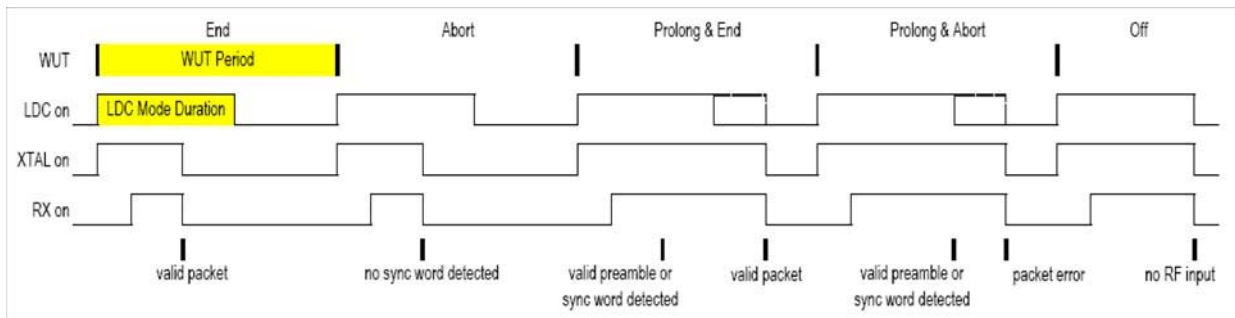 End Abort Prolong & End Prolong & Abort Off
WUT WUT Period
LDC on LDC Mode Duration
XTAL on
RX on
valid packet no sync word detected valid preamble or valid packet valid preamble or packet error no RF input
sync word detected sync word detected